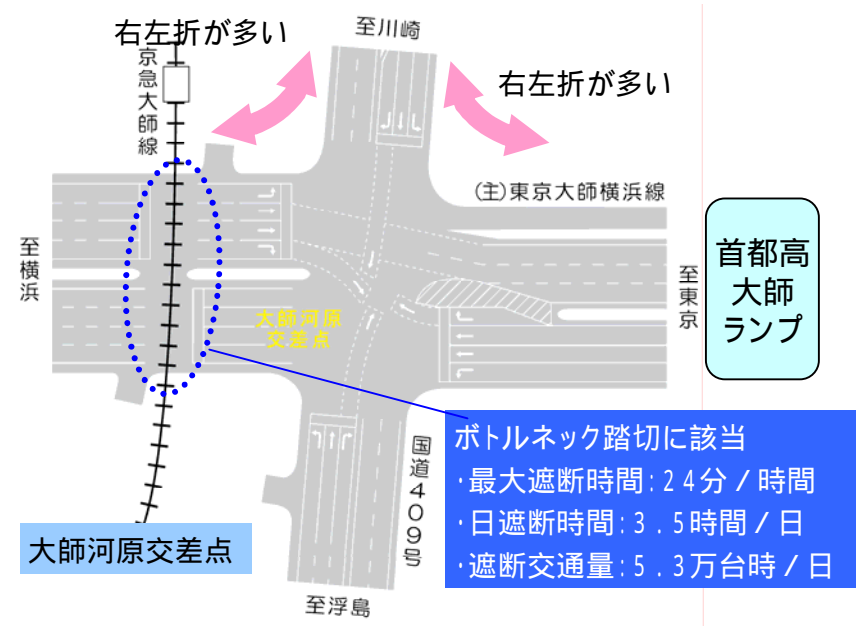 至川崎
右左折が多い
京急大師線
右左折が多い
(主)東京大師横浜線
至横浜
至東京
首都高
大師
ランプ
大師河原
交差点
国道409号
ボトルネック踏切に該当
・最大遮断時間:24分/時間
・日遮断時間:3.5時間/日
・遮断交通量:5.3万台時/日
大師河原交差点
至浮島